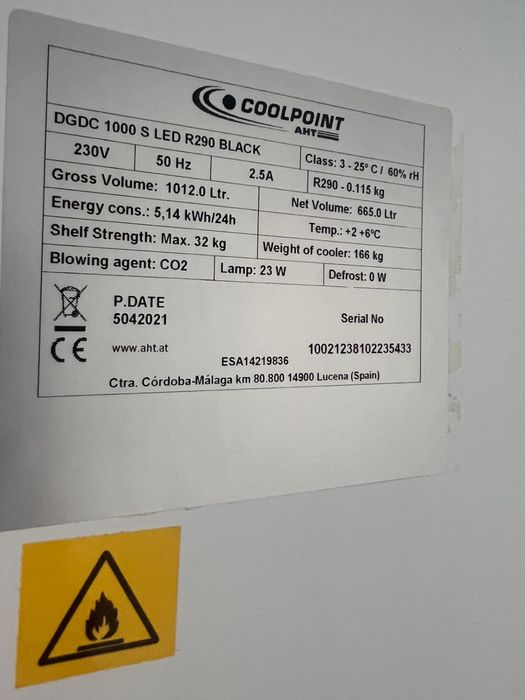 COOLPOINT
AHT
DGDC 1000 S LED R290 BLACK
Class: 3 - 25º C / 60% rH
230V 50 Hz 2.5A R290 - 0.115 kg
Gross Volume: 1012.0 Ltr. Net Volume: 665.0 Ltr
Energy cons.: 5,14 kWh/24h Temp.: +2 +6ºC
Shelf Strength: Max. 32 kg Weight of cooler: 166 kg
Blowing agent: CO2 Lamp: 23 W Defrost: 0 W
P.DATE
5042021 Serial No
CE www.aht.at ESA14219836 10021238102235433
Ctra. Córdoba-Málaga km 80.800 14900 Lucena (Spain)